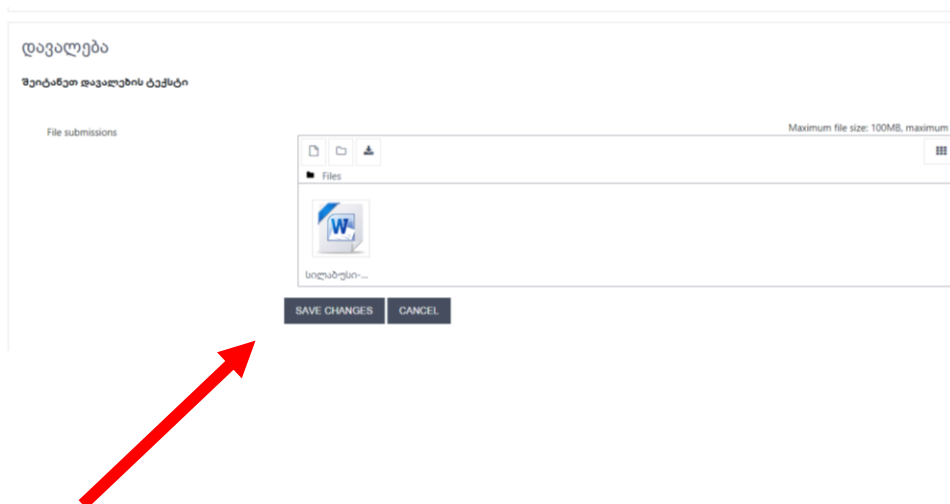 დავალება
შეიტანეთ დავალების ტექსტი
File submissions
Maximum file size: 100MB, maximum
Files
W
სილაბუსი-...
SAVE CHANGES
CANCEL